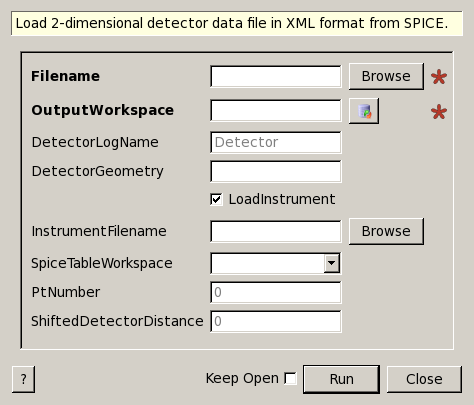 Load 2-dimensional detector data file in XML format from SPICE.
Filename Browse *
OutputWorkspace *
DetectorLogName Detector
DetectorGeometry
LoadInstrument
InstrumentFilename Browse
SpiceTableWorkspace
PtNumber 0
ShiftedDetectorDistance 0
? Keep Open Run Close